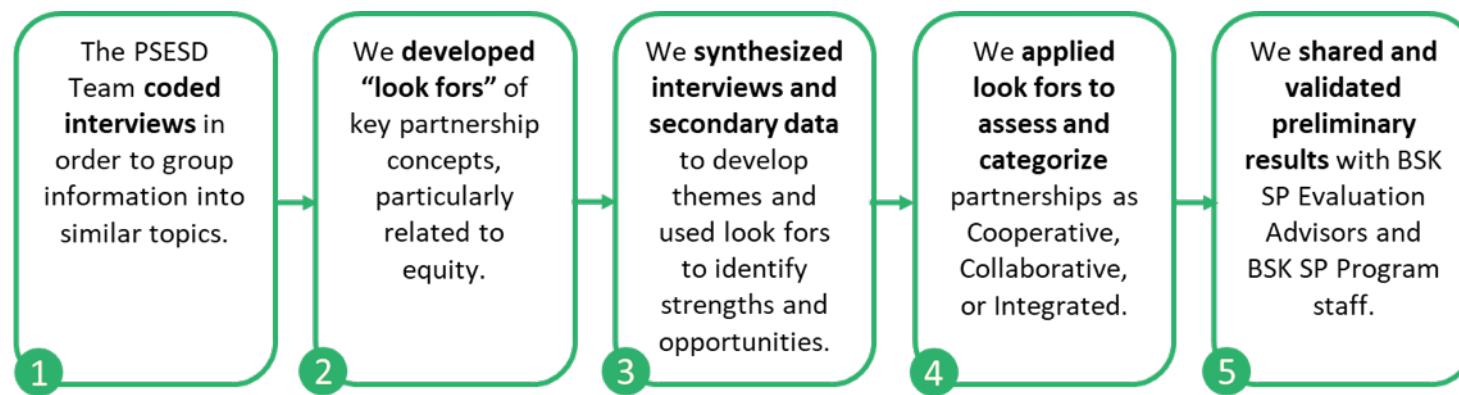 The PSESD
Team coded
interviews in
order to group
information into
similar topics.
1
We developed
“look fors” of
key partnership
concepts,
particularly
related to
equity.
2
We synthesized
interviews and
secondary data
to develop
themes and
used look fors
to identify
strengths and
opportunities.
3
We applied
look fors to
assess and
categorize
partnerships as
Cooperative,
Collaborative,
or Integrated.
4
We shared and
validated
preliminary
results with BSK
SP Evaluation
Advisors and
BSK SP Program
staff.
5